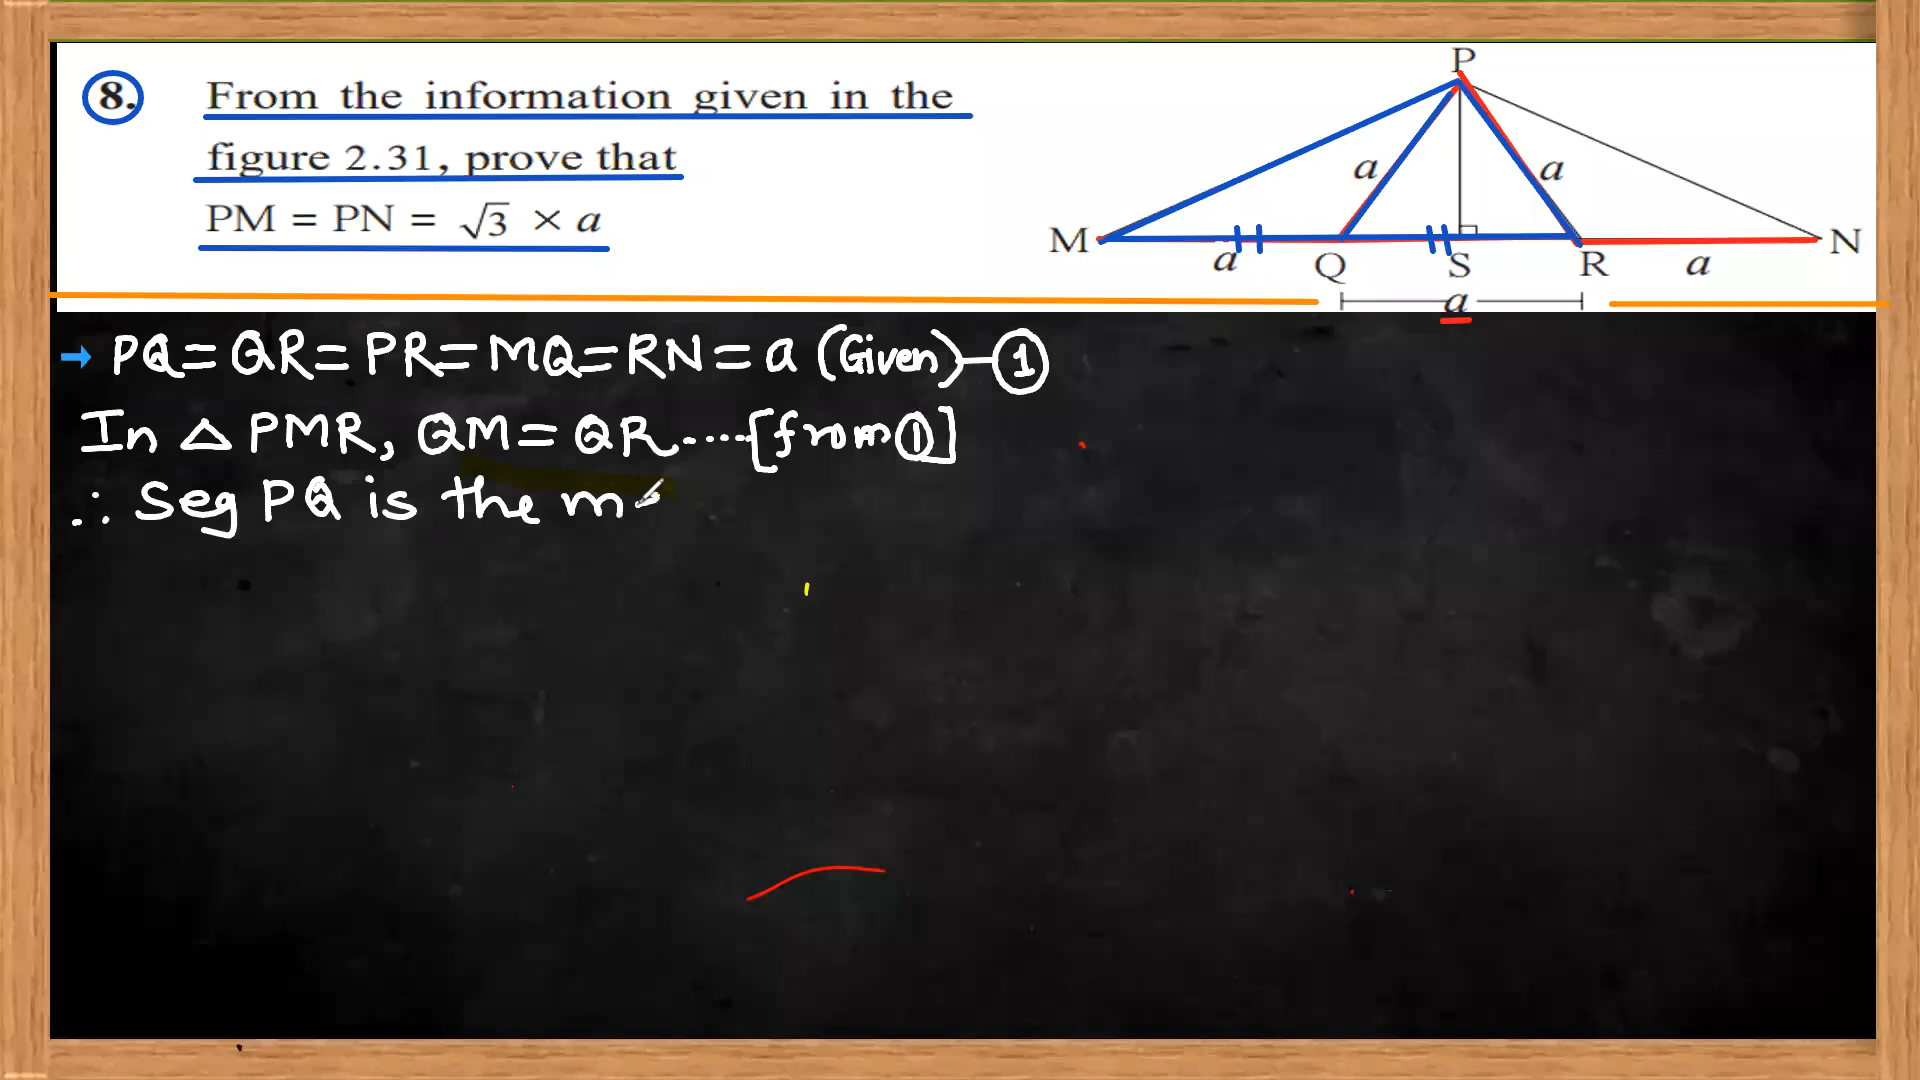 8. From the information given in the
figure 2.31, prove that
PM = PN = √3 × a
P
a
a
M
a
Q
S
R
a
N
a
→ PQ = QR = PR = MQ = RN = a (Given) — ①
In △ PMR, QM = QR ....[from ①]
∴ Seg PQ is the m